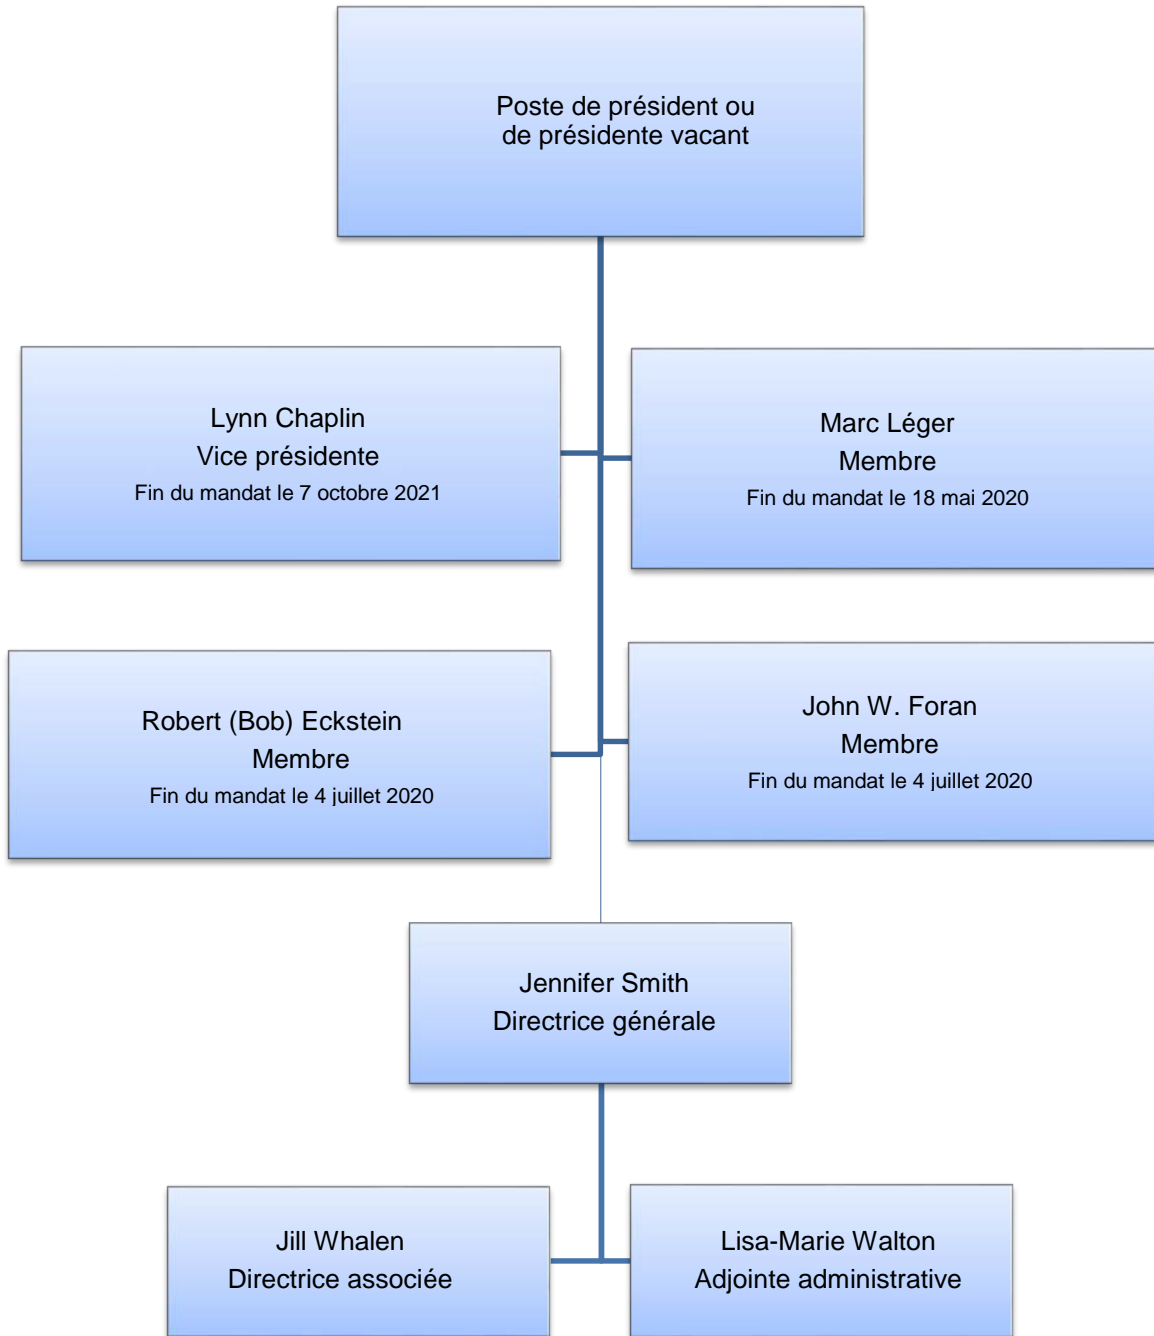 Poste de président ou
de présidente vacant
Lynn Chaplin
Vice présidente
Fin du mandat le 7 octobre 2021
Marc Léger
Membre
Fin du mandat le 18 mai 2020
Robert (Bob) Eckstein
Membre
Fin du mandat le 4 juillet 2020
John W. Foran
Membre
Fin du mandat le 4 juillet 2020
Jennifer Smith
Directrice générale
Jill Whalen
Directrice associée
Lisa-Marie Walton
Adjointe administrative